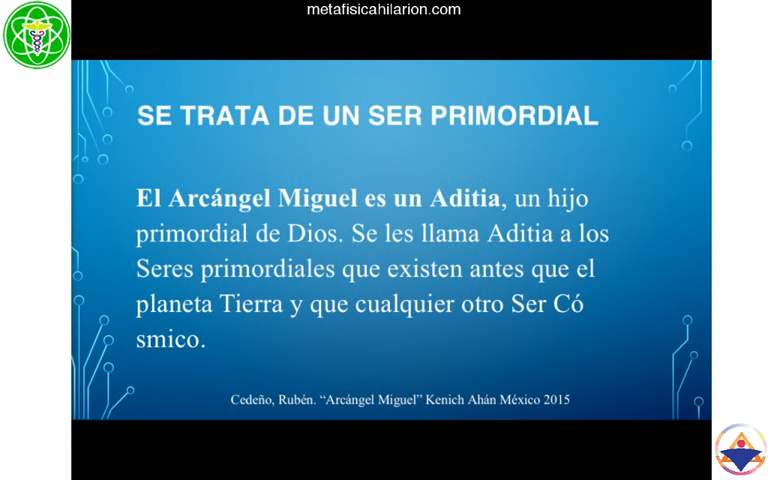 metafisicahilarion.com
SE TRATA DE UN SER PRIMORDIAL
El Arcángel Miguel es un Aditia, un hijo
primordial de Dios. Se les llama Aditia a los
Seres primordiales que existen antes que el
planeta Tierra y que cualquier otro Ser Có
smico.
Cedeño, Rubén. “Arcángel Miguel” Kenich Ahán México 2015